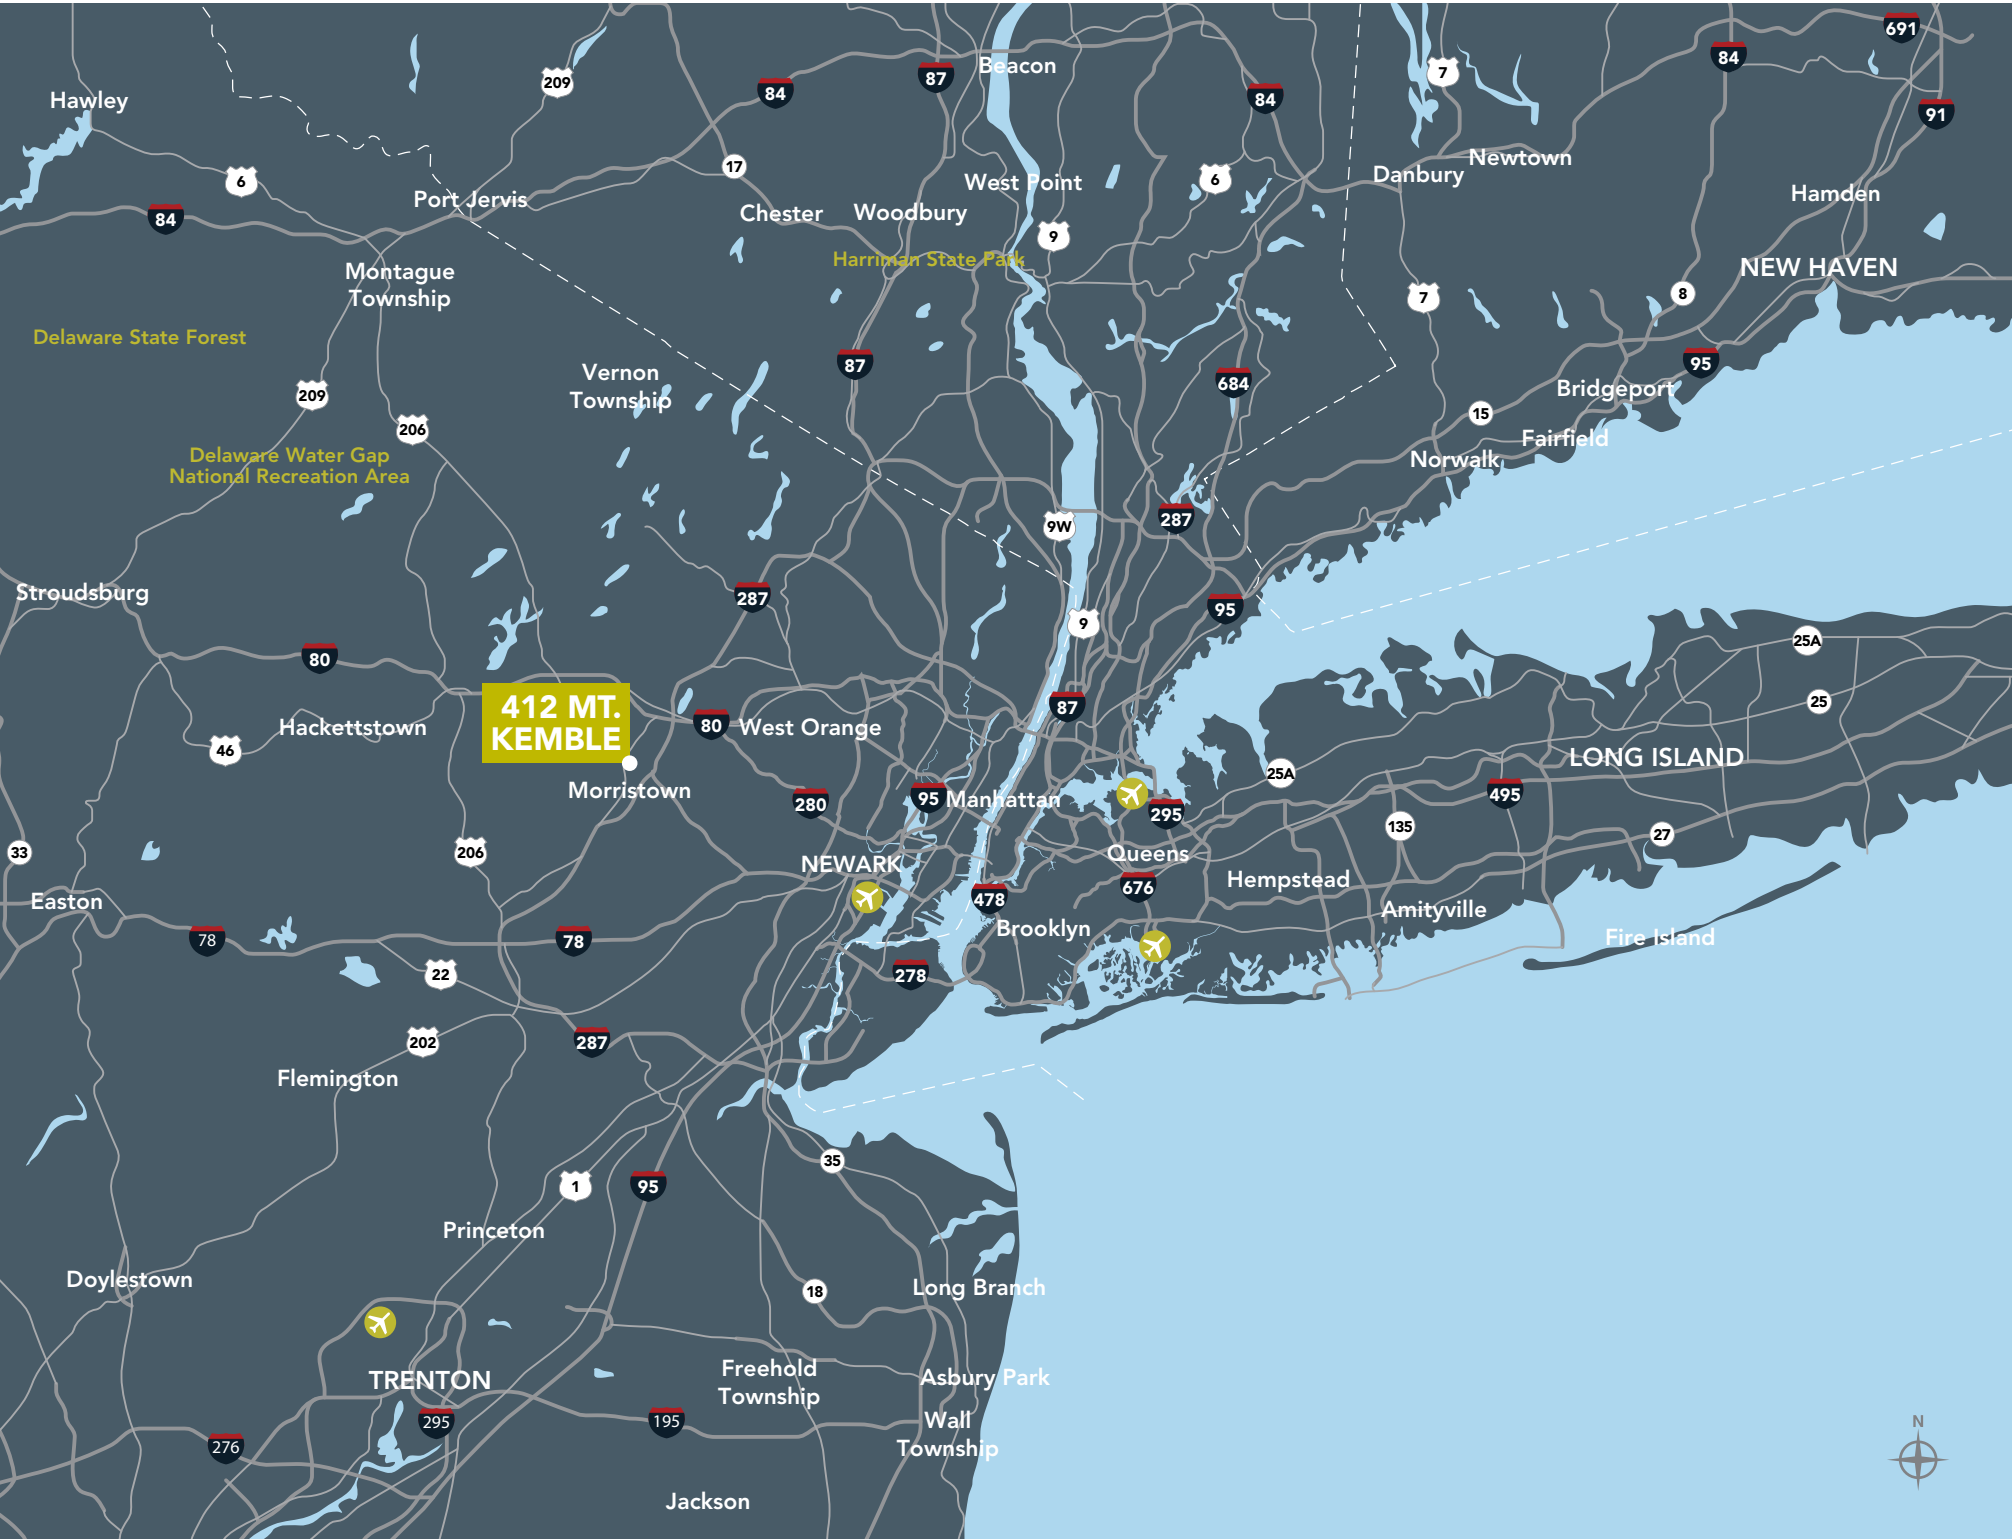 691
84
7
Beacon
87
209
84
84
Hawley
91
Newtown
17
Danbury
6
West Point
6
Hamden
Port Jervis
Chester
Woodbury
84
9
Harriman State Park
NEW HAVEN
Montague
Township
8
7
Delaware State Forest
87
95
Vernon
Township
684
Bridgeport
209
15
206
Fairfield
Delaware Water Gap
National Recreation Area
Norwalk
287
9W
Stroudsburg
287
95
9
25A
80
412 MT.
KEMBLE
87
25
Hackettstown
80
West Orange
46
LONG ISLAND
25A
Morristown
280
95
Manhattan
495
295
135
27
33
206
Queens
NEWARK
676
Hempstead
478
Easton
Amityville
Brooklyn
78
78
Fire Island
22
278
202
287
Flemington
35
1
95
Princeton
Doylestown
18
Long Branch
Freehold
Township
TRENTON
Asbury Park
295
195
Wall
Township
276
N
Jackson